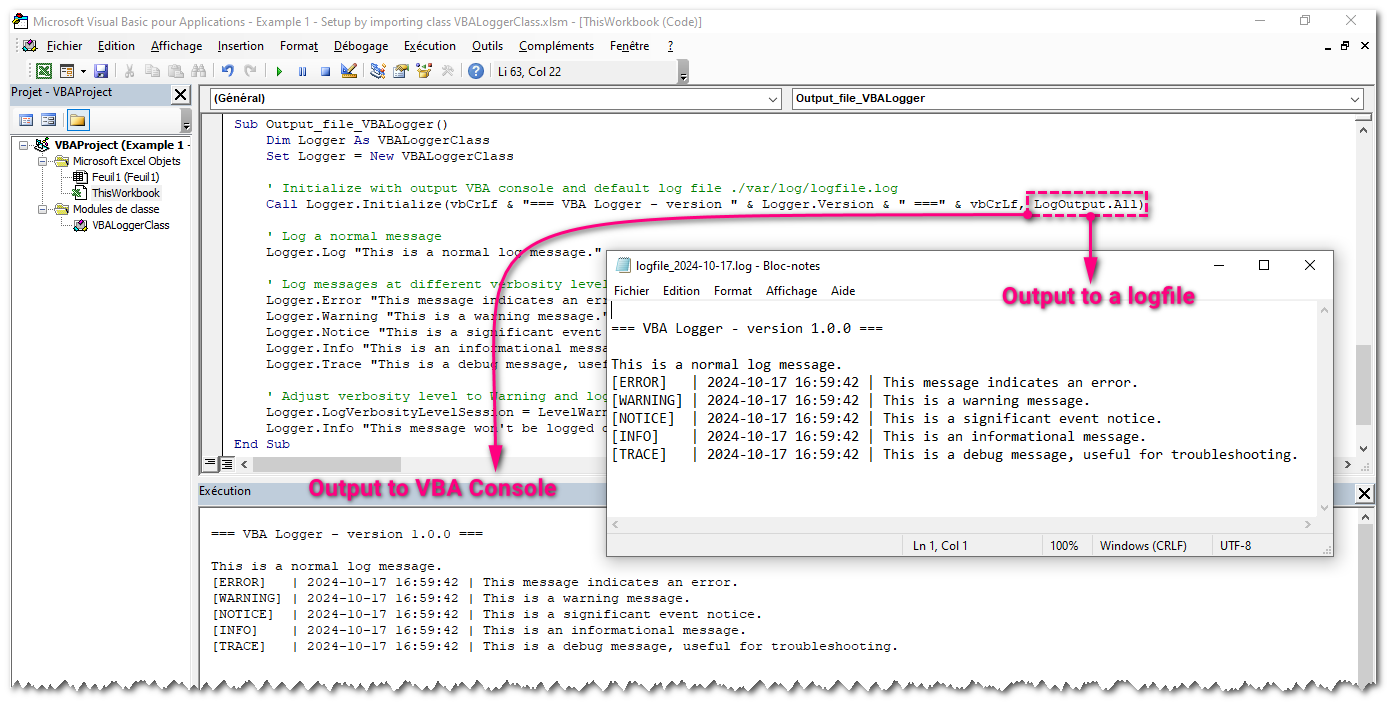 Microsoft Visual Basic pour Applications - Example 1 - Setup by importing class VBALoggerClass.xlsm - [ThisWorkbook (Code)]
Fichier Edition Affichage Insertion Format Débogage Exécution Outils Compléments Fenêtre ?
Li 63, Col 22
Projet - VBAProject
VBAProject (Example 1 -
Microsoft Excel Objets
Feuil1 (Feuil1)
ThisWorkbook
Modules de classe
VBALoggerClass
(Général)
Output_file_VBALogger
Sub Output_file_VBALogger()
Dim Logger As VBALoggerClass
Set Logger = New VBALoggerClass
' Initialize with output VBA console and default log file ./var/log/logfile.log
Call Logger.Initialize(vbCrLf & "=== VBA Logger - version " & Logger.Version & " ===" & vbCrLf, LogOutput.All)
' Log a normal message
Logger.Log "This is a normal log message."
' Log messages at different verbosity level
Logger.Error "This message indicates an err
Logger.Warning "This is a warning message."
Logger.Notice "This is a significant event
Logger.Info "This is an informational messa
Logger.Trace "This is a debug message, usef
' Adjust verbosity level to Warning and log
Logger.LogVerbosityLevelSession = LevelWarn
Logger.Info "This message won't be logged
End Sub
Output to a logfile
logfile_2024-10-17.log - Bloc-notes
Fichier Edition Format Affichage Aide
=== VBA Logger - version 1.0.0 ===
This is a normal log message.
[ERROR] | 2024-10-17 16:59:42 | This message indicates an error.
[WARNING] | 2024-10-17 16:59:42 | This is a warning message.
[NOTICE] | 2024-10-17 16:59:42 | This is a significant event notice.
[INFO] | 2024-10-17 16:59:42 | This is an informational message.
[TRACE] | 2024-10-17 16:59:42 | This is a debug message, useful for troubleshooting.
Ln 1, Col 1 100% Windows (CRLF) UTF-8
Output to VBA Console
Exécution
=== VBA Logger - version 1.0.0 ===
This is a normal log message.
[ERROR] | 2024-10-17 16:59:42 | This message indicates an error.
[WARNING] | 2024-10-17 16:59:42 | This is a warning message.
[NOTICE] | 2024-10-17 16:59:42 | This is a significant event notice.
[INFO] | 2024-10-17 16:59:42 | This is an informational message.
[TRACE] | 2024-10-17 16:59:42 | This is a debug message, useful for troubleshooting.